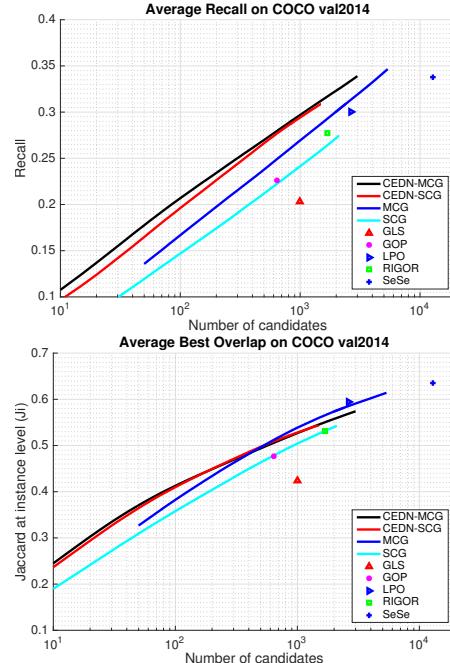 Average Recall on COCO val2014
0.4
0.35
0.3
0.25
0.2
0.15
0.1
Recall
10^1
10^2
10^3
10^4
Number of candidates
CEDN-MCG
CEDN-SCG
MCG
SCG
GLS
GOP
LPO
RIGOR
SeSe
Average Best Overlap on COCO val2014
0.7
0.6
0.5
0.4
0.3
0.2
0.1
Jaccard at instance level (Ji)
10^1
10^2
10^3
10^4
Number of candidates
CEDN-MCG
CEDN-SCG
MCG
SCG
GLS
GOP
LPO
RIGOR
SeSe